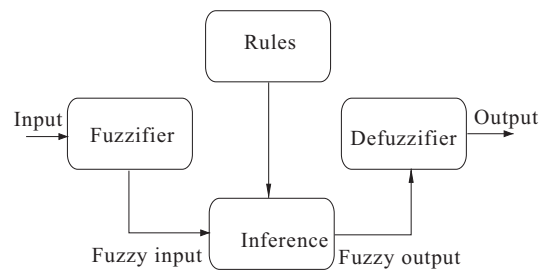 Rules
Input
Fuzzifier
Defuzzifier
Output
Inference
Fuzzy input
Fuzzy output